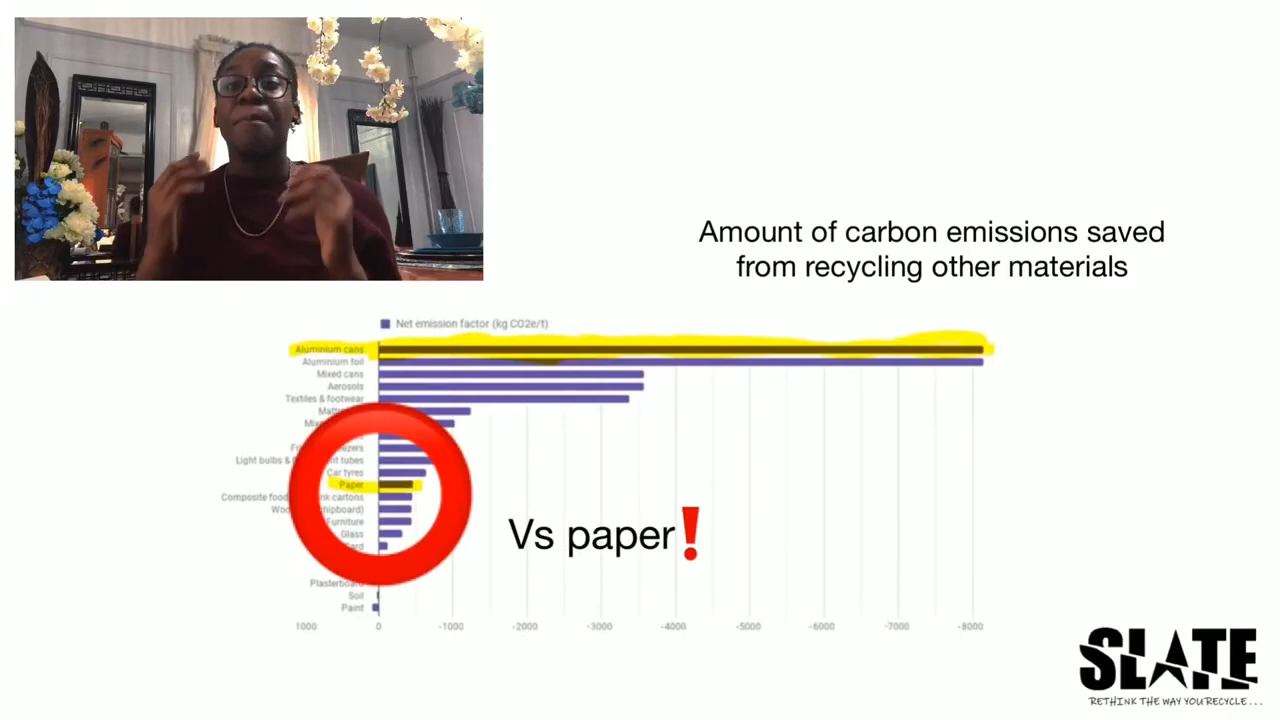 Amount of carbon emissions saved
from recycling other materials
Net emission factor (kg CO2e/t)
Aluminium cans
Aluminium foil
Mixed cans
Aerosols
Textiles & footwear
Car tyres
Paper
Furniture
Glass
Plasterboard
Soil
Paint
1000 0 -1000 -2000 -3000 -4000 -5000 -6000 -7000 -8000
Vs paper❗
SLATE
RETHINK THE WAY YOU RECYCLE...